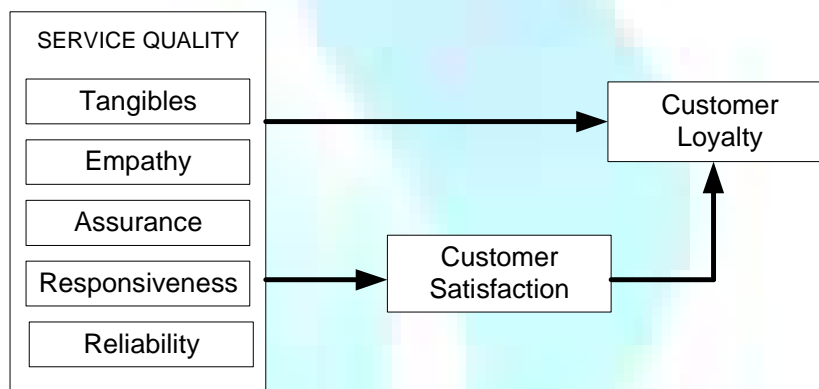 SERVICE QUALITY
Tangibles
Empathy
Assurance
Responsiveness
Reliability
Customer
Satisfaction
Customer
Loyalty